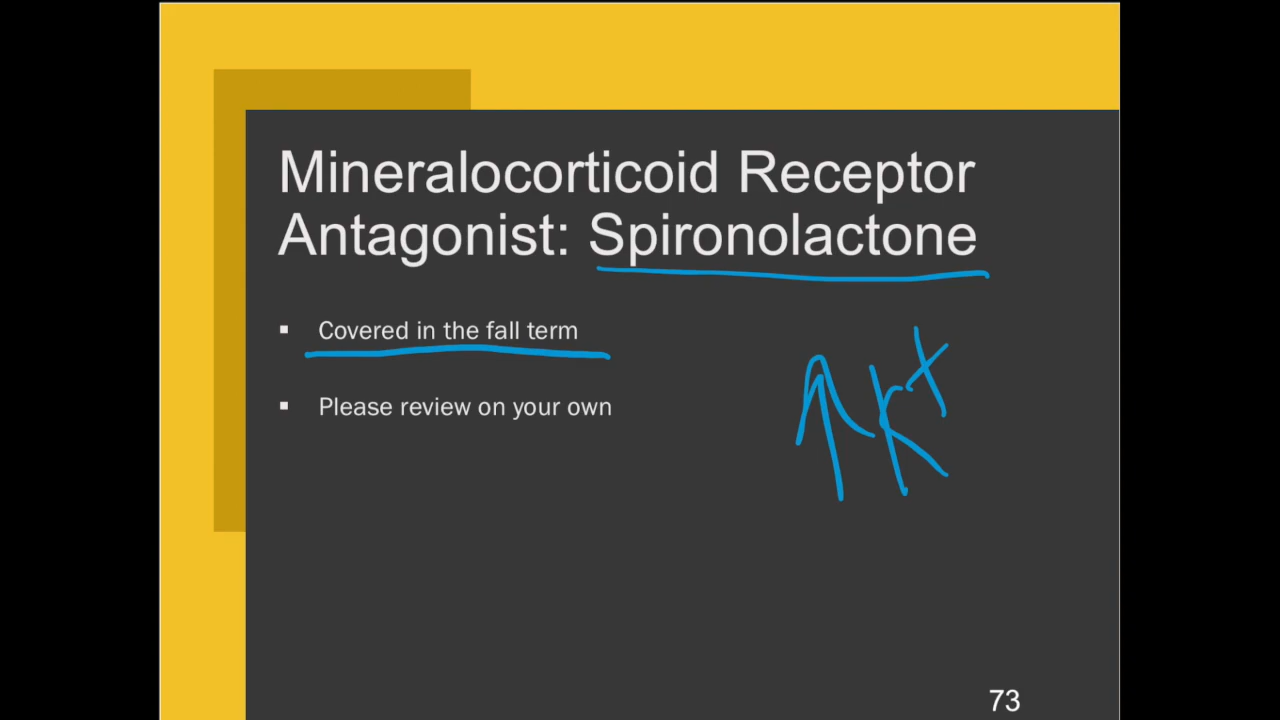 Mineralocorticoid Receptor
Antagonist: Spironolactone
▪ Covered in the fall term
▪ Please review on your own
↑K+
73